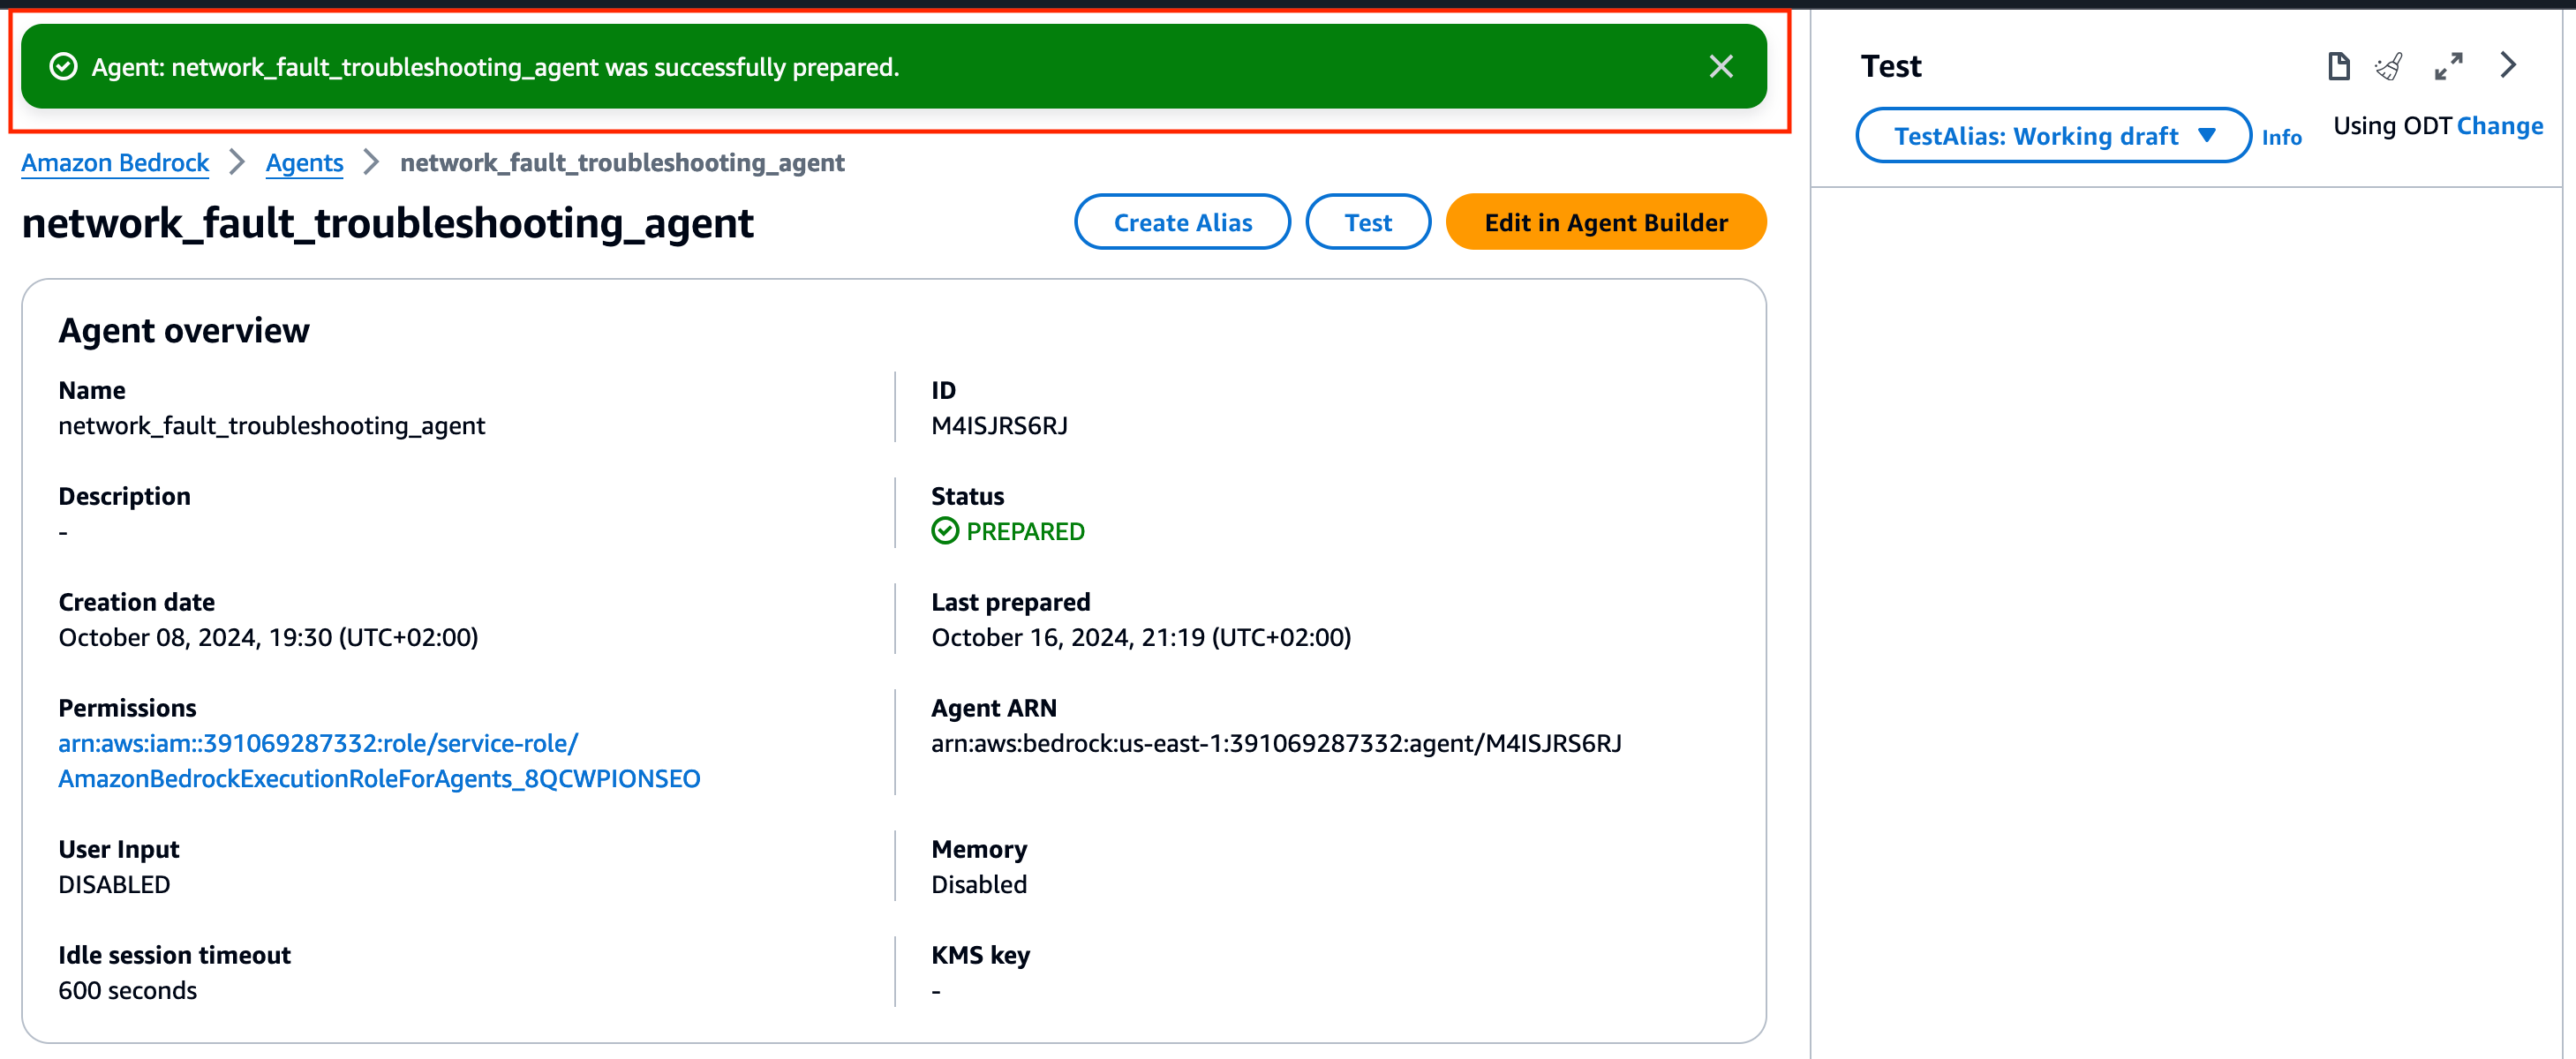 Agent: network_fault_troubleshooting_agent was successfully prepared.
Amazon Bedrock
Agents
network_fault_troubleshooting_agent
network_fault_troubleshooting_agent
Create Alias
Test
Edit in Agent Builder
Agent overview
Name
network_fault_troubleshooting_agent
ID
M4ISJRS6RJ
Description
-
Status
PREPARED
Creation date
October 08, 2024, 19:30 (UTC+02:00)
Last prepared
October 16, 2024, 21:19 (UTC+02:00)
Permissions
arn:aws:iam::391069287332:role/service-role/
AmazonBedrockExecutionRoleForAgents_8QCWPIONSEO
Agent ARN
arn:aws:bedrock:us-east-1:391069287332:agent/M4ISJRS6RJ
User Input
DISABLED
Memory
Disabled
Idle session timeout
600 seconds
KMS key
-
Test
TestAlias: Working draft
Info
Using ODT Change